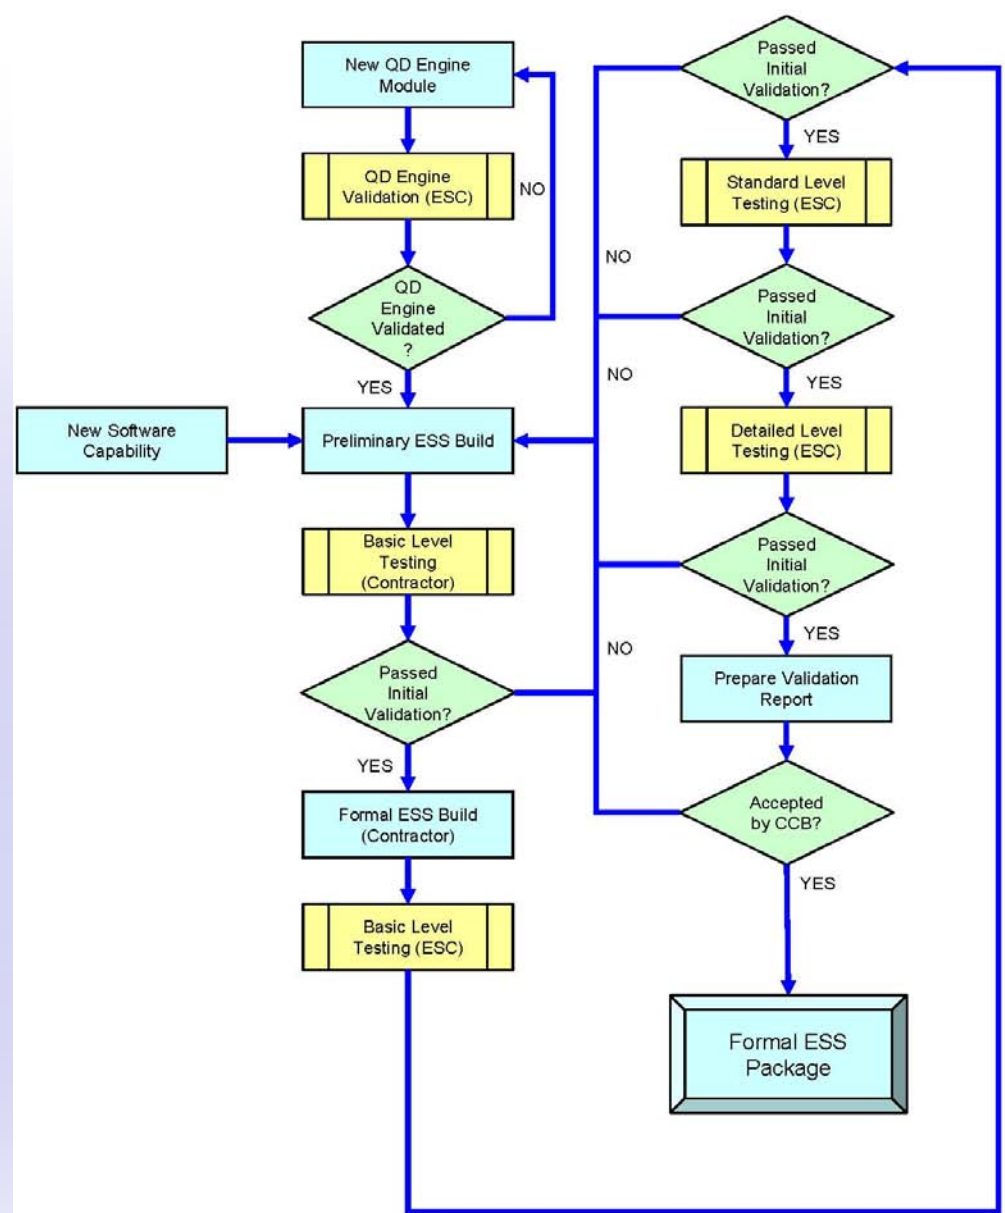 New QD Engine
Module
QD Engine
Validation (ESC)
NO
QD
Engine
Validated
?
YES
New Software
Capability
Preliminary ESS Build
Basic Level
Testing
(Contractor)
Passed
Initial
Validation?
YES
Formal ESS Build
(Contractor)
Basic Level
Testing (ESC)
Passed
Initial
Validation?
YES
Standard Level
Testing (ESC)
NO
Passed
Initial
Validation?
NO
YES
Detailed Level
Testing (ESC)
Passed
Initial
Validation?
YES
NO
Prepare Validation
Report
Accepted
by CCB?
YES
Formal ESS
Package